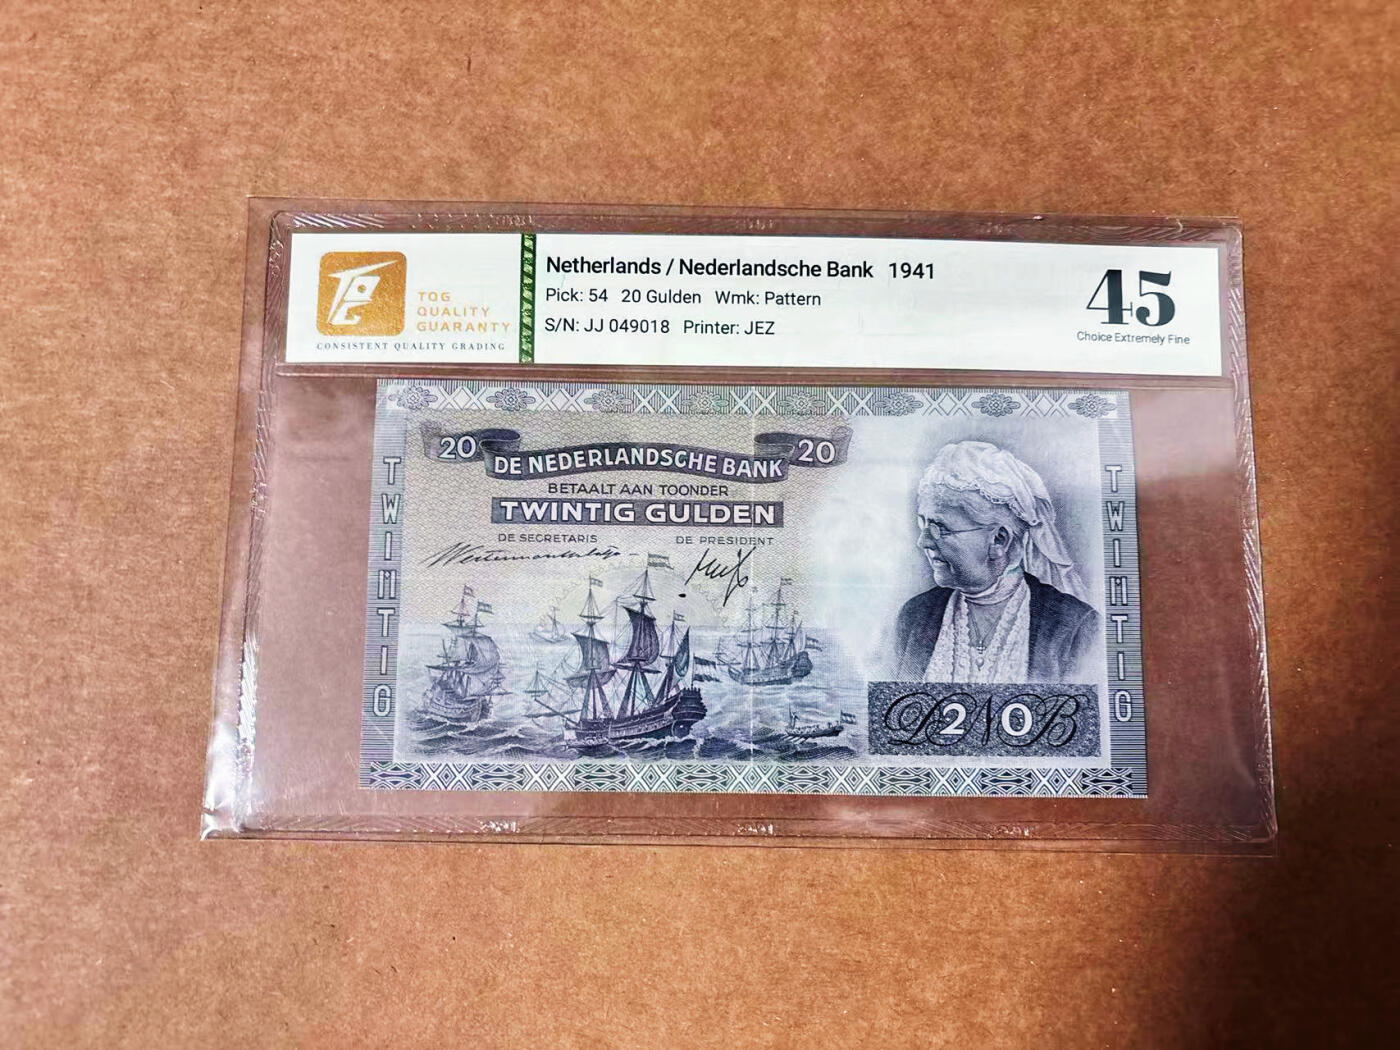 TQG
QUALITY
GUARANTY
CONSISTENT QUALITY GRADING
Netherlands / Nederlandsche Bank 1941
Pick: 54 20 Gulden Wmk: Pattern
S/N: JJ 049018 Printer: JEZ
45
Choice Extremely Fine
20 DE NEDERLANDSCHE BANK 20
BETAALT AAN TOONDER
TWINTIG GULDEN
DE SECRETARIS DE PRESIDENT
TWINTIG
TWINTIG
DNB
20